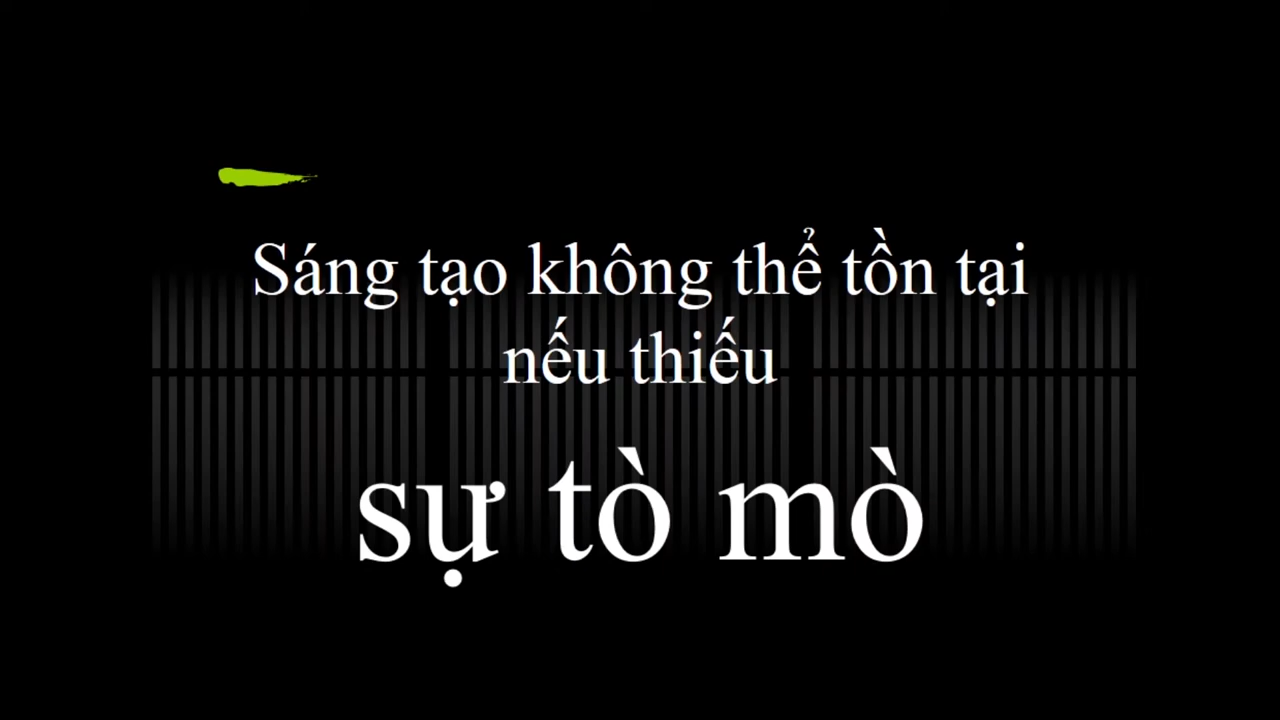 Sáng tạo không thể tồn tại
nếu thiếu
sự tò mò